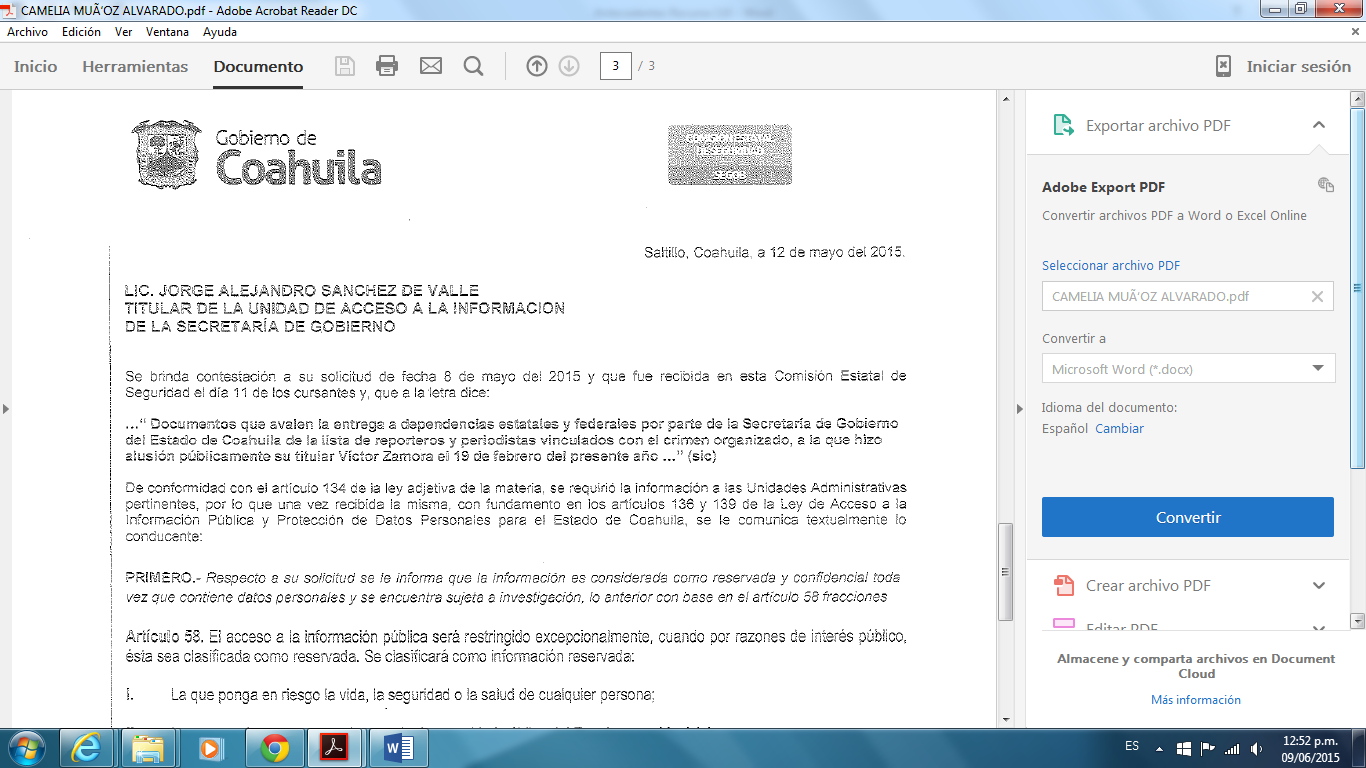 CAMELIA MUÃ‘OZ ALVARADO.pdf - Adobe Acrobat Reader DC
Archivo Edición Ver Ventana Ayuda
Inicio Herramientas Documento 3 / 3 Iniciar sesión
Gobierno de
Coahuila
COMISIÓN ESTATAL
DE SEGURIDAD
SEGOB
Saltillo, Coahuila, a 12 de mayo del 2015.
LIC. JORGE ALEJANDRO SANCHEZ DE VALLE
TITULAR DE LA UNIDAD DE ACCESO A LA INFORMACION
DE LA SECRETARÍA DE GOBIERNO
Se brinda contestación a su solicitud de fecha 8 de mayo del 2015 y que fue recibida en esta Comisión Estatal de
Seguridad el día 11 de los cursantes y, que a la letra dice:
…“ Documentos que avalen la entrega a dependencias estatales y federales por parte de la Secretaría de Gobierno
del Estado de Coahuila de la lista de reporteros y periodistas vinculados con el crimen organizado, a la que hizo
alusión públicamente su titular Víctor Zamora el 19 de febrero del presente año …” (sic)
De conformidad con el artículo 134 de la ley adjetiva de la materia, se requirió la información a las Unidades Administrativas
pertinentes, por lo que una vez recibida la misma, con fundamento en los artículos 136 y 139 de la Ley de Acceso a la
Información Pública y Protección de Datos Personales para el Estado de Coahuila, se le comunica textualmente lo
conducente:
PRIMERO.- Respecto a su solicitud se le informa que la información es considerada como reservada y confidencial toda
vez que contiene datos personales y se encuentra sujeta a investigación, lo anterior con base en el artículo 58 fracciones
Artículo 58. El acceso a la información pública será restringido excepcionalmente, cuando por razones de interés público,
ésta sea clasificada como reservada. Se clasificará como información reservada:
I. La que ponga en riesgo la vida, la seguridad o la salud de cualquier persona;
Exportar archivo PDF
Adobe Export PDF
Convertir archivos PDF a Word o Excel Online
Seleccionar archivo PDF
CAMELIA MUÃ‘OZ ALVARADO.pdf
Convertir a
Microsoft Word (*.docx)
Idioma del documento:
Español Cambiar
Convertir
Crear archivo PDF
Editar PDF
Almacene y comparta archivos en Document
Cloud
Más información
ES
12:52 p.m.
09/06/2015